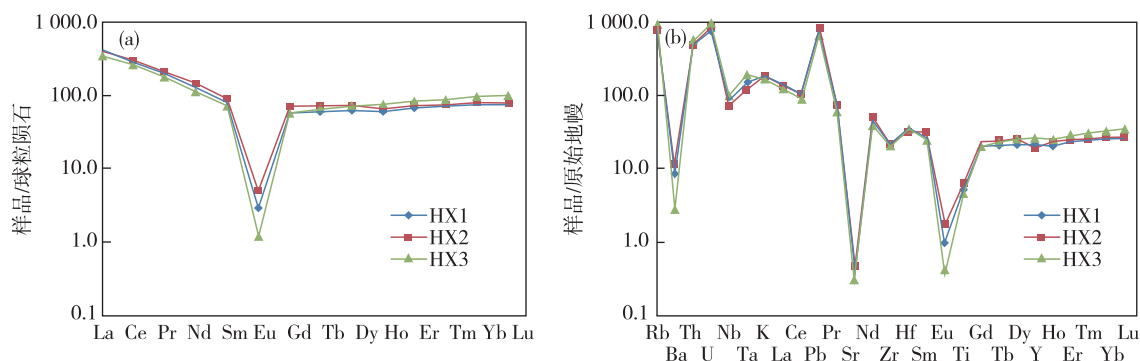 (a)
样品/球粒陨石
1 000.0
100.0
10.0
1.0
0.1
HX1
HX2
HX3
La Ce Pr Nd Sm Eu Gd Tb Dy Ho Er Tm Yb Lu
(b)
样品/原始地幔
1 000.0
100.0
10.0
1.0
0.1
HX1
HX2
HX3
Rb Th Nb K Ce Pr Nd Hf Eu Gd Dy Ho Tm Lu
Ba U Ta La Pb Sr Zr Sm Ti Tb Y Er Yb